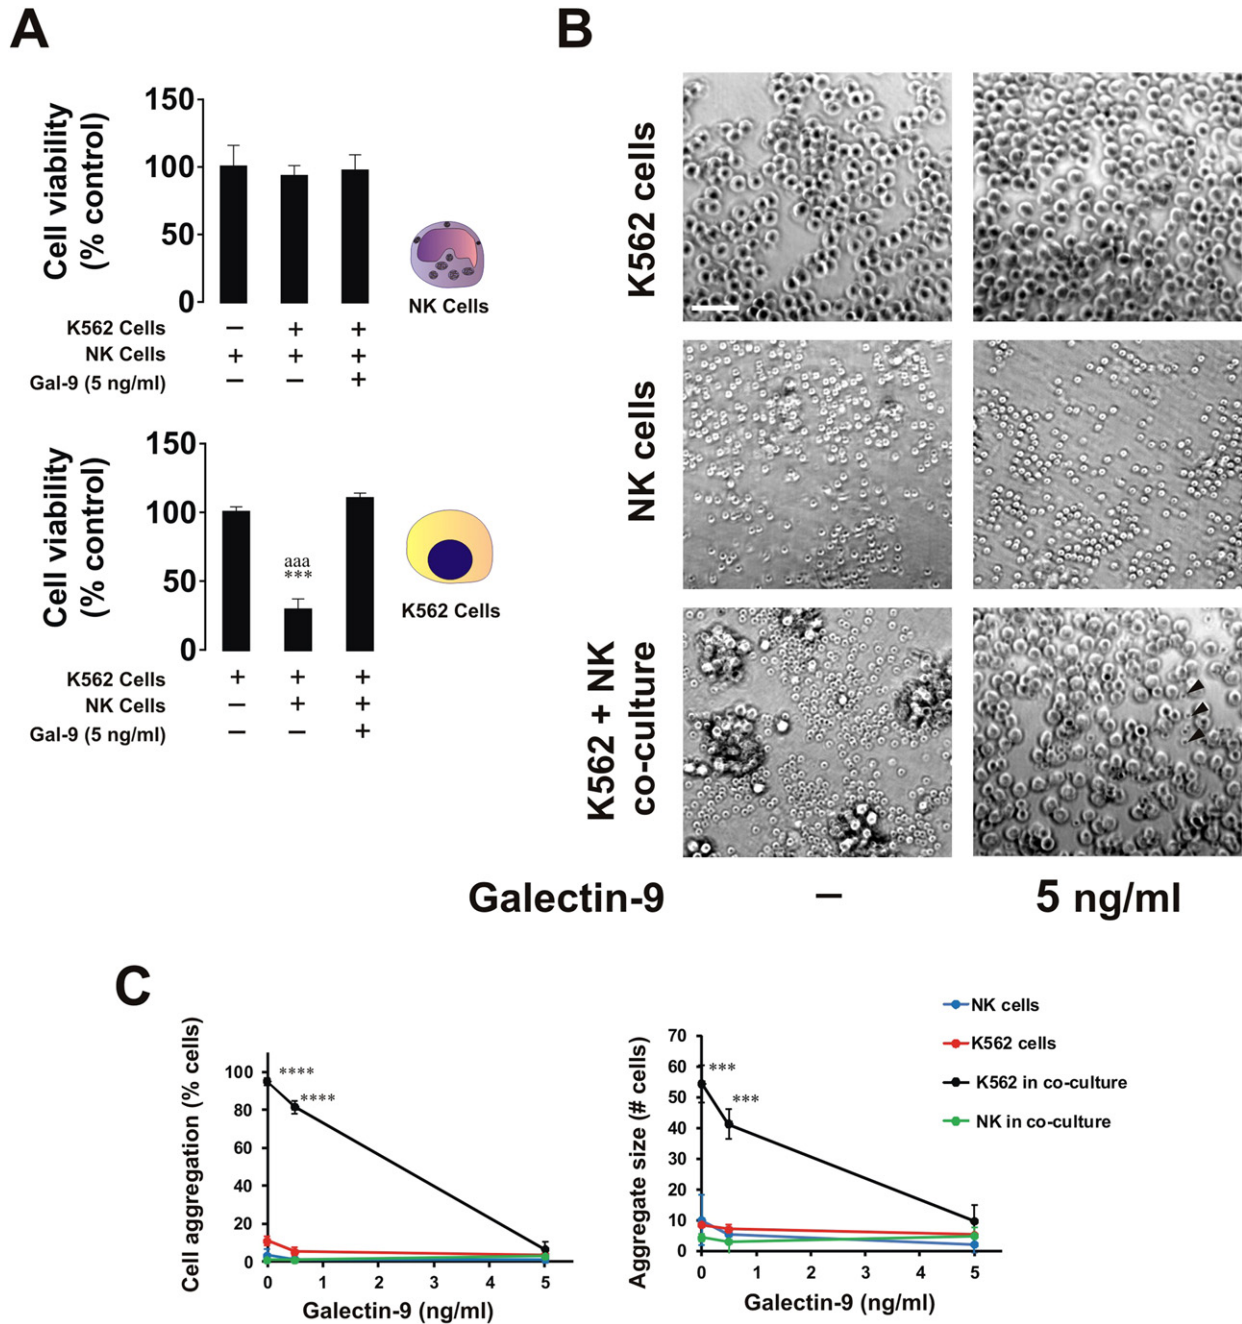 A
Cell viability
(% control)
150
100
50
0
NK Cells
K562 Cells – + +
NK Cells + + +
Gal-9 (5 ng/ml) – – +
Cell viability
(% control)
150
100
50
0
aaa
***
K562 Cells
K562 Cells + + +
NK Cells – + +
Gal-9 (5 ng/ml) – – +
B
K562 cells
NK cells
K562 + NK
co-culture
Galectin-9 – 5 ng/ml
C
Cell aggregation (% cells)
100
80
60
40
20
0
****
****
0 1 2 3 4 5
Galectin-9 (ng/ml)
Aggregate size (# cells)
70
60
50
40
30
20
10
0
***
***
0 1 2 3 4 5
Galectin-9 (ng/ml)
NK cells
K562 cells
K562 in co-culture
NK in co-culture